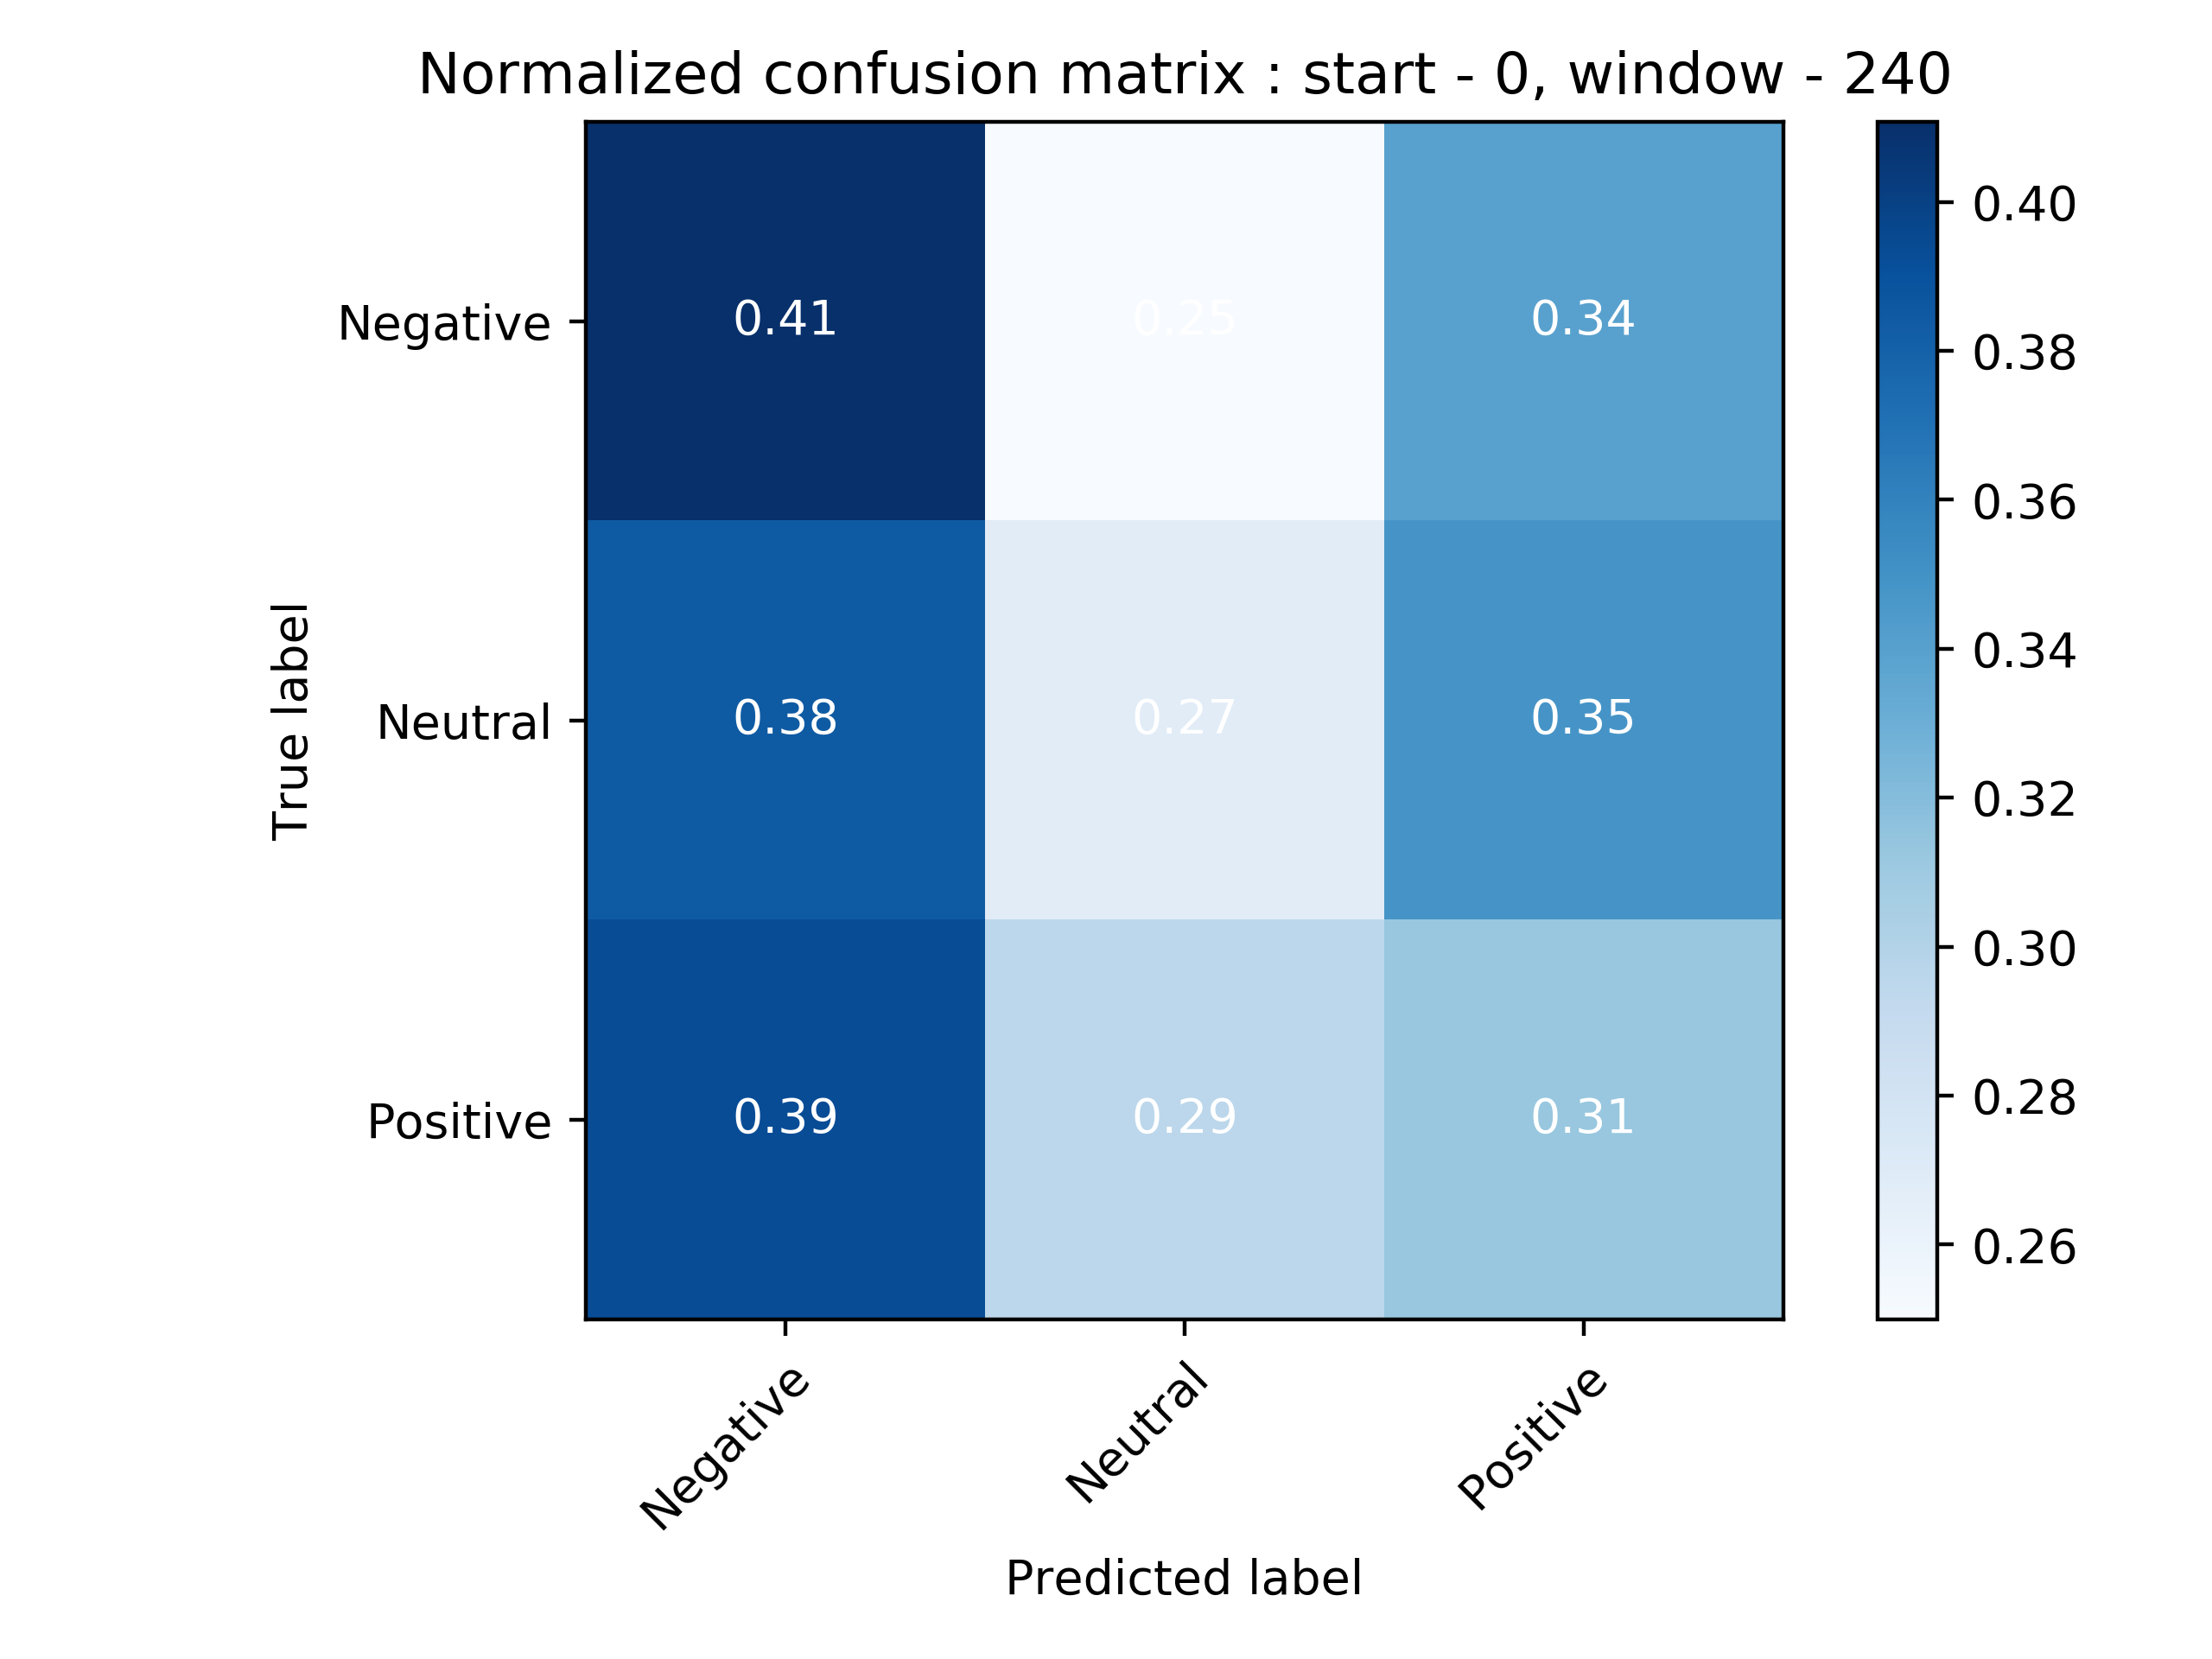 Normalized confusion matrix : start - 0, window - 240
True label
Negative
0.41 0.25 0.34
Neutral
0.38 0.27 0.35
Positive
0.39 0.29 0.31
Negative Neutral Positive
Predicted label
0.40
0.38
0.36
0.34
0.32
0.30
0.28
0.26